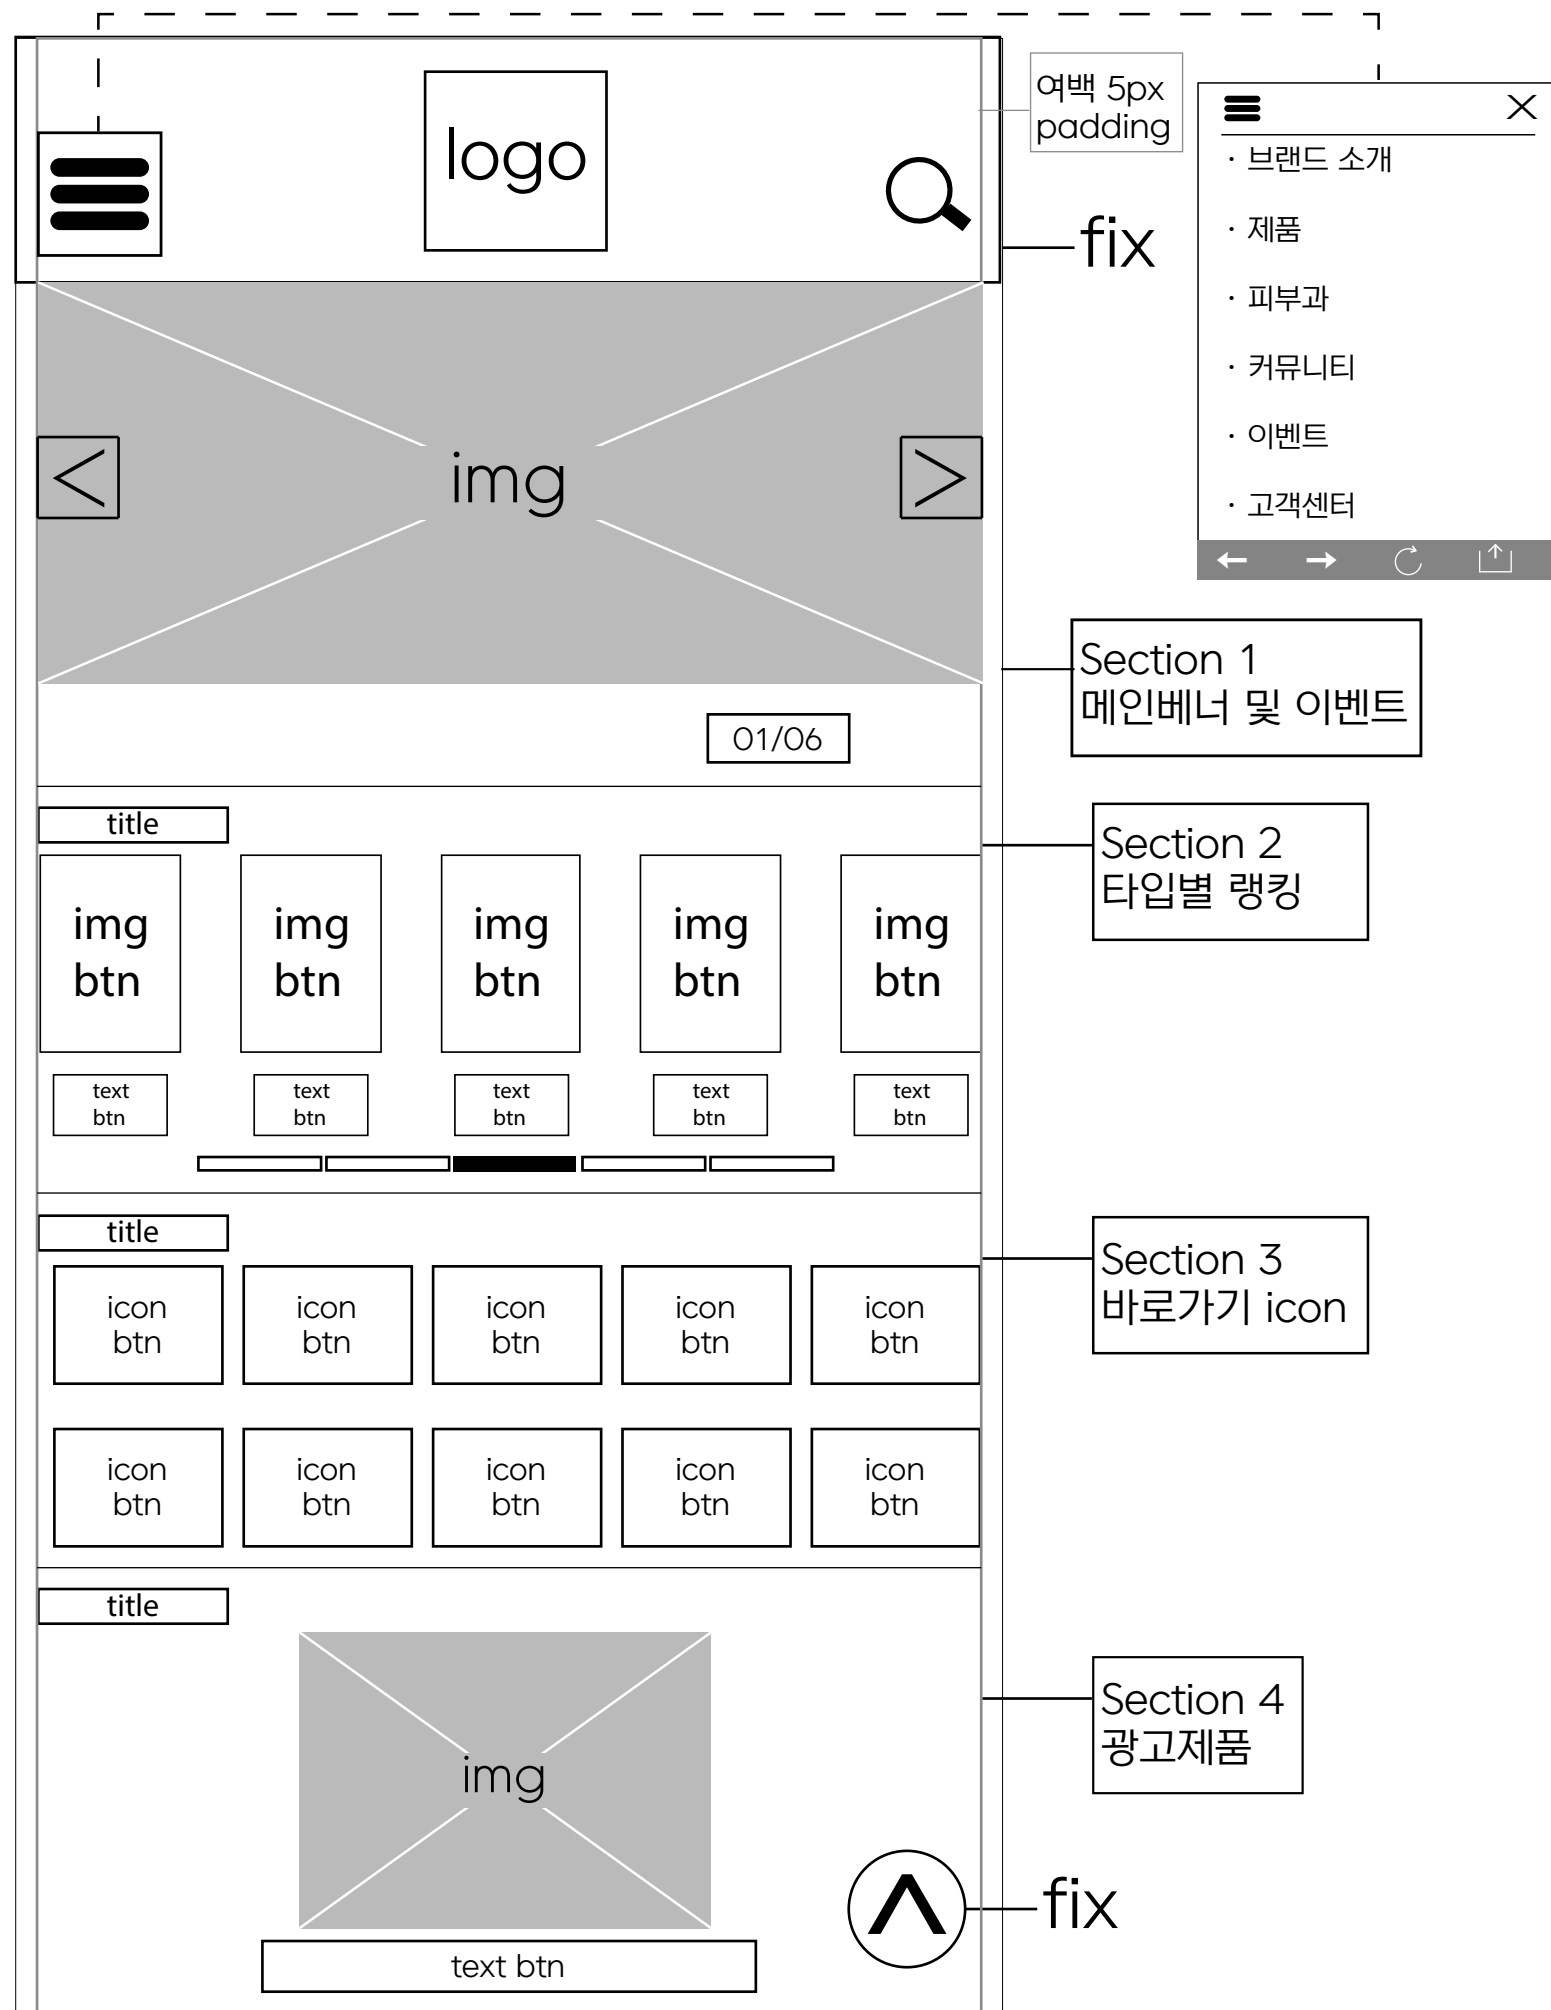 logo
여백 5px
padding
fix
· 브랜드 소개
· 제품
· 피부과
· 커뮤니티
· 이벤트
· 고객센터
img
<
>
Section 1
메인베너 및 이벤트
01/06
title
Section 2
타입별 랭킹
img
btn
img
btn
img
btn
img
btn
img
btn
text
btn
text
btn
text
btn
text
btn
text
btn
title
Section 3
바로가기 icon
icon
btn
icon
btn
icon
btn
icon
btn
icon
btn
icon
btn
icon
btn
icon
btn
icon
btn
icon
btn
title
Section 4
광고제품
img
fix
text btn